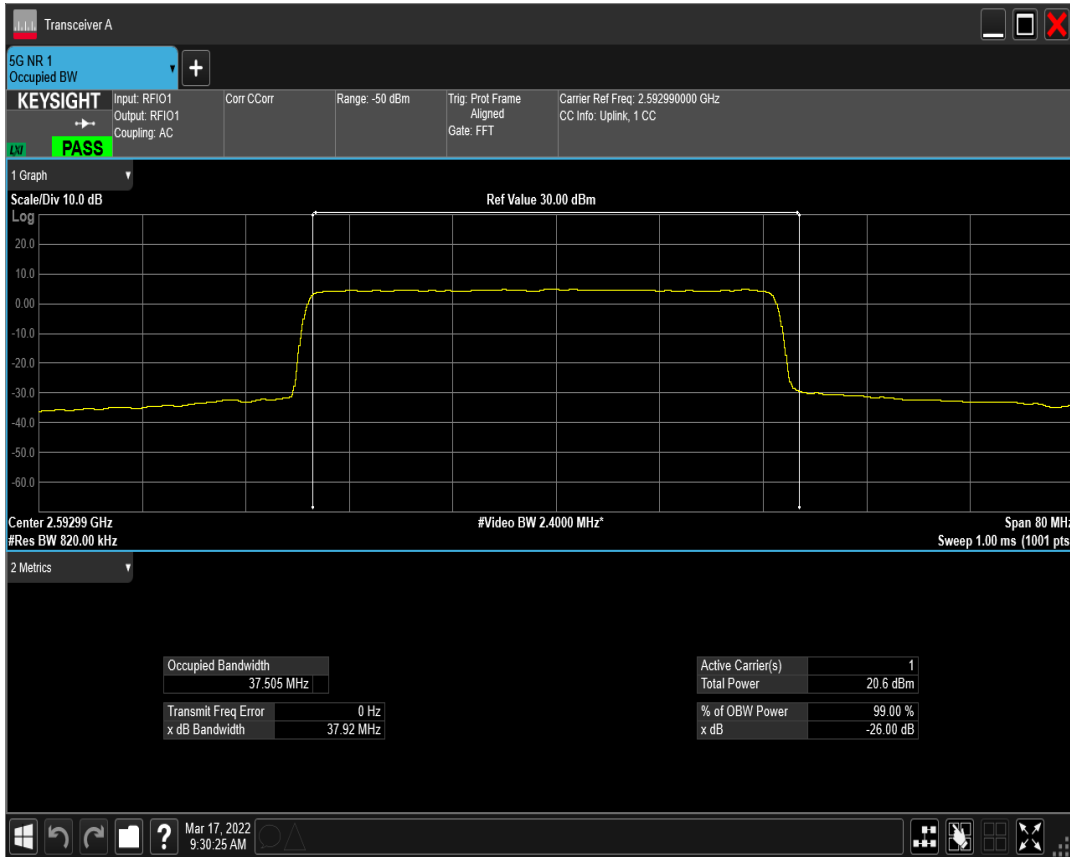 Transceiver A
5G NR 1
Occupied BW
+
KEYSIGHT
LXI
PASS
Input: RFIO1
Output: RFIO1
Coupling: AC
Corr CCorr
Range: -50 dBm
Trig: Prot Frame
Aligned
Gate: FFT
Carrier Ref Freq: 2.592990000 GHz
CC Info: Uplink, 1 CC
1 Graph
Scale/Div 10.0 dB
Ref Value 30.00 dBm
Log
20.0
10.0
0.00
-10.0
-20.0
-30.0
-40.0
-50.0
-60.0
Center 2.59299 GHz
#Video BW 2.4000 MHz*
Span 80 MHz
#Res BW 820.00 kHz
Sweep 1.00 ms (1001 pts
2 Metrics
Occupied Bandwidth
37.505 MHz
Transmit Freq Error 0 Hz
x dB Bandwidth 37.92 MHz
Active Carrier(s) 1
Total Power 20.6 dBm
% of OBW Power 99.00 %
x dB -26.00 dB
?
Mar 17, 2022
9:30:25 AM